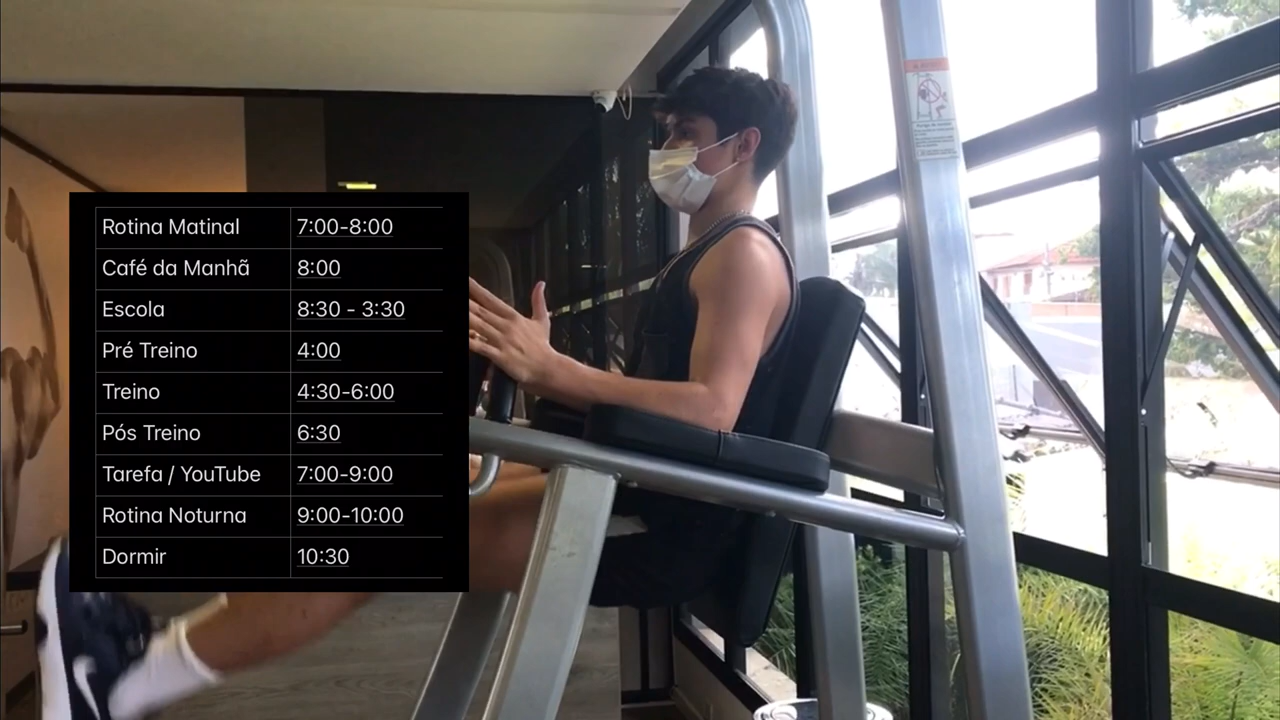 Rotina Matinal 7:00-8:00
Café da Manhã 8:00
Escola 8:30 - 3:30
Pré Treino 4:00
Treino 4:30-6:00
Pós Treino 6:30
Tarefa / YouTube 7:00-9:00
Rotina Noturna 9:00-10:00
Dormir 10:30